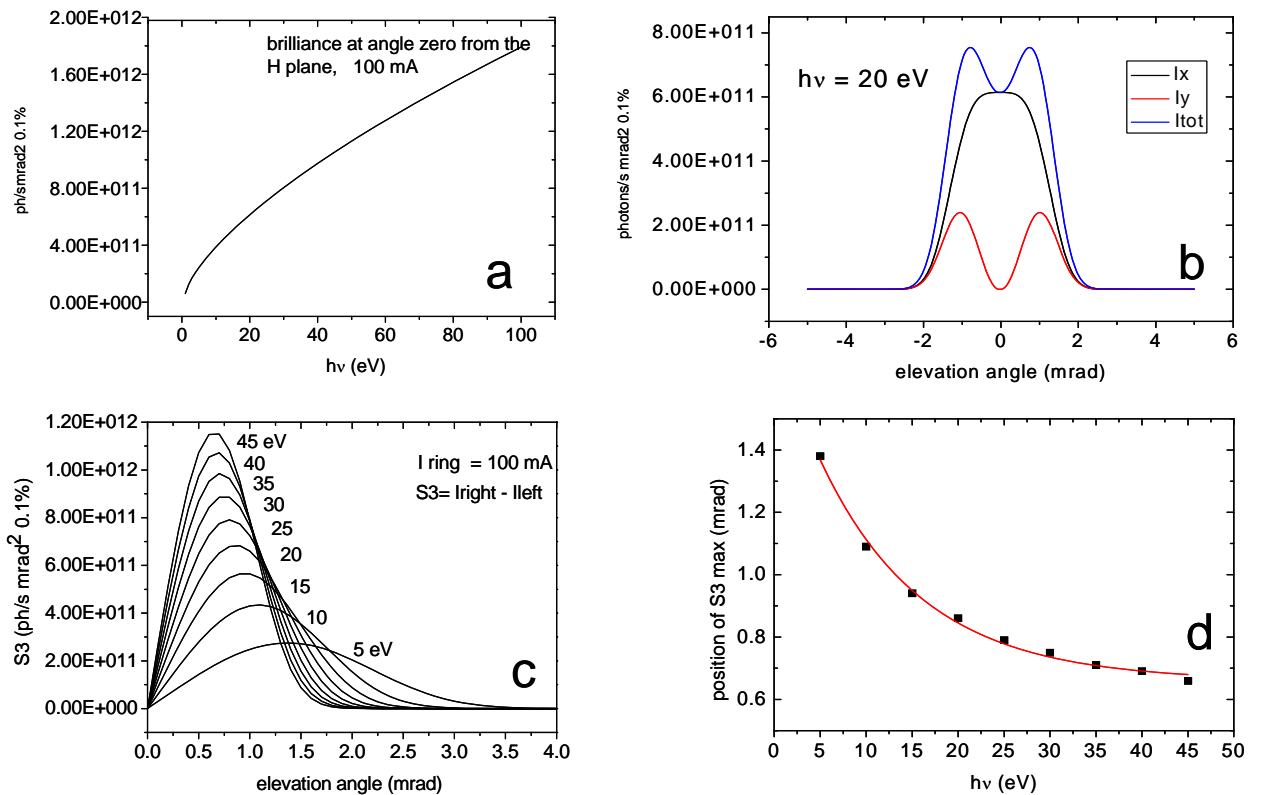 2.00E+012
1.60E+012
1.20E+012
8.00E+011
4.00E+011
0.00E+000
ph/smrad2 0.1%
brilliance at angle zero from the
H plane, 100 mA
a
0 20 40 60 80 100
hν (eV)
8.00E+011
6.00E+011
4.00E+011
2.00E+011
0.00E+000
photons/s mrad2 0.1%
hν = 20 eV
Ix
Iy
Itot
b
-6 -4 -2 0 2 4 6
elevation angle (mrad)
1.20E+012
1.00E+012
8.00E+011
6.00E+011
4.00E+011
2.00E+011
0.00E+000
S3 (ph/s mrad² 0.1%)
45 eV
40
35
30
25
20
15
10
5 eV
I ring = 100 mA
S3= Iright - Ileft
c
0.0 0.5 1.0 1.5 2.0 2.5 3.0 3.5 4.0
elevation angle (mrad)
1.4
1.2
1.0
0.8
0.6
position of S3 max (mrad)
d
0 5 10 15 20 25 30 35 40 45 50
hν (eV)